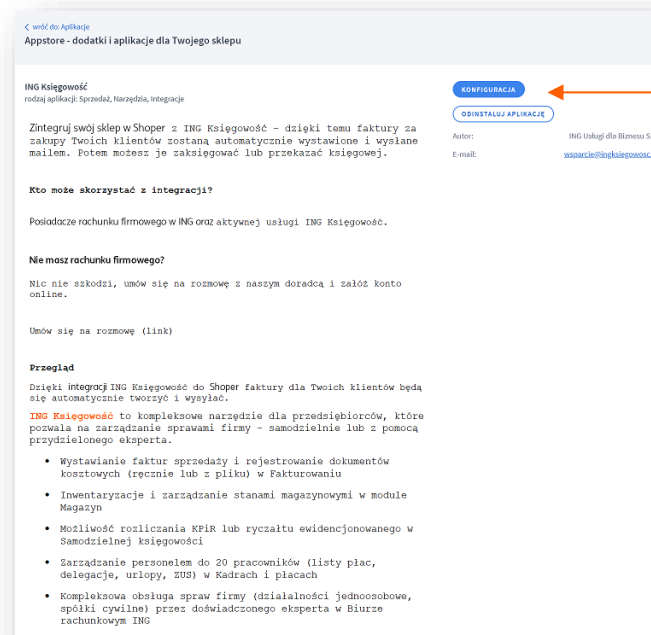 wróć do: Aplikacje
Appstore - dodatki i aplikacje dla Twojego sklepu
ING Księgowość
rodzaj aplikacji: Sprzedaż, Narzędzia, Integracje
KONFIGURACJA
ODINSTALUJ APLIKACJĘ
Autor: ING Usługi dla Biznesu S
E-mail: wsparcie@ingksiegowosc.
Zintegruj swój sklep w Shoper z ING Księgowość – dzięki temu faktury za
zakupy Twoich klientów zostaną automatycznie wystawione i wysłane
mailem. Potem możesz je zaksięgować lub przekazać księgowej.
Kto może skorzystać z integracji?
Posiadacze rachunku firmowego w ING oraz aktywnej usługi ING Księgowość.
Nie masz rachunku firmowego?
Nic nie szkodzi, umów się na rozmowę z naszym doradcą i załóż konto
online.
Umów się na rozmowę (link)
Przegląd
Dzięki integracji ING Księgowość do Shoper faktury dla Twoich klientów będą
się automatycznie tworzyć i wysyłać.
ING Księgowość to kompleksowe narzędzie dla przedsiębiorców, które
pozwala na zarządzanie sprawami firmy – samodzielnie lub z pomocą
przydzielonego eksperta.
• Wystawianie faktur sprzedaży i rejestrowanie dokumentów
kosztowych (ręcznie lub z pliku) w Fakturowaniu
• Inwentaryzacje i zarządzanie stanami magazynowymi w module
Magazyn
• Możliwość rozliczania KPiR lub ryczałtu ewidencjonowanego w
Samodzielnej księgowości
• Zarządzanie personelem do 20 pracowników (listy płac,
delegacje, urlopy, ZUS) w Kadrach i płacach
• Kompleksowa obsługa spraw firmy (działalności jednoosobowe,
spółki cywilne) przez doświadczonego eksperta w Biurze
rachunkowym ING